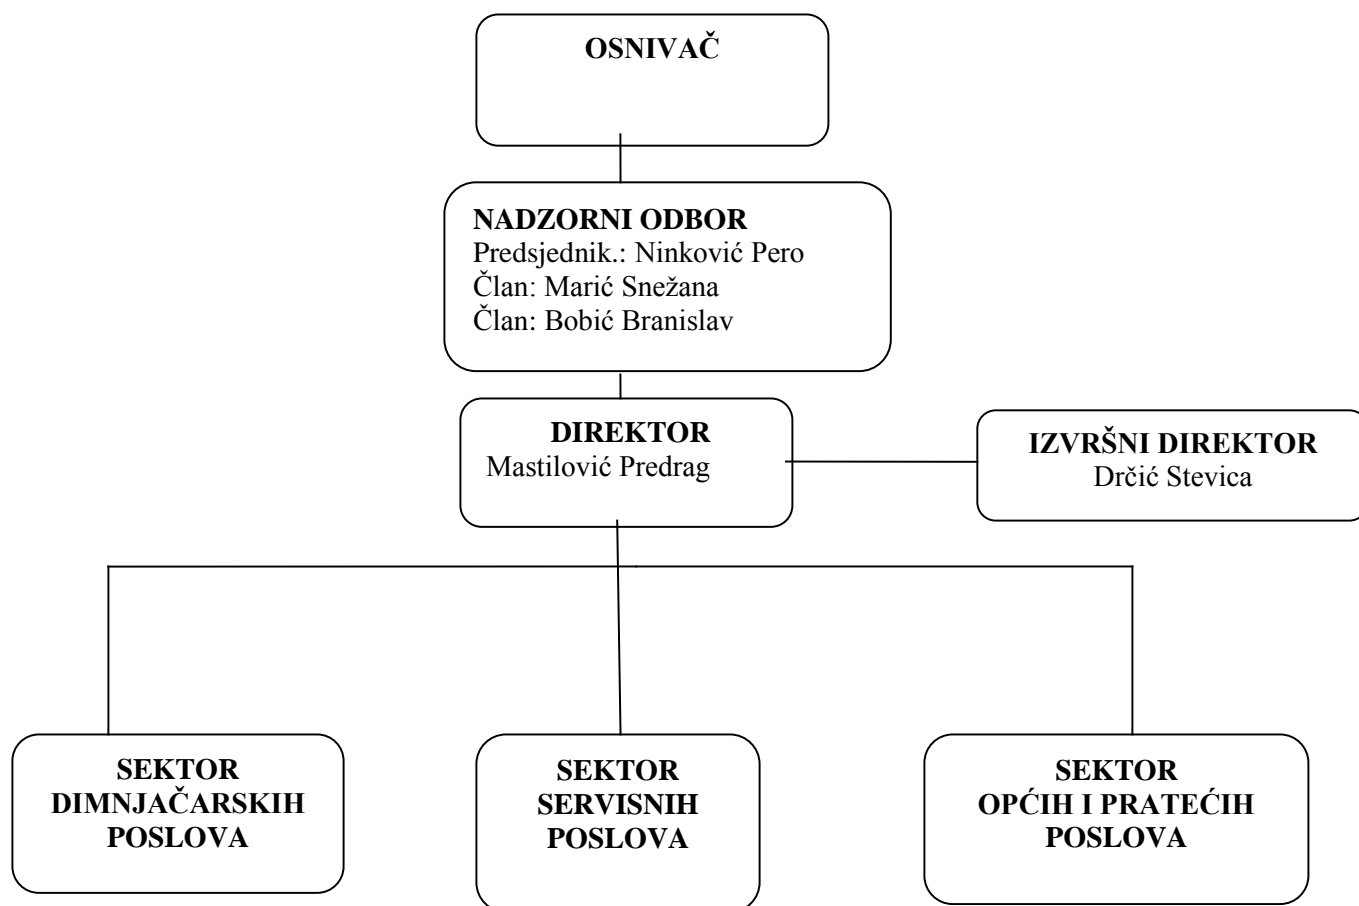 OSNIVAČ
NADZORNI ODBOR
Predsjednik.: Ninković Pero
Član: Marić Snežana
Član: Bobić Branislav
DIREKTOR
Mastilović Predrag
IZVRŠNI DIREKTOR
Drčić Stevica
SEKTOR
DIMNJAČARSKIH
POSLOVA
SEKTOR
SERVISNIH
POSLOVA
SEKTOR
OPĆIH I PRATEĆIH
POSLOVA